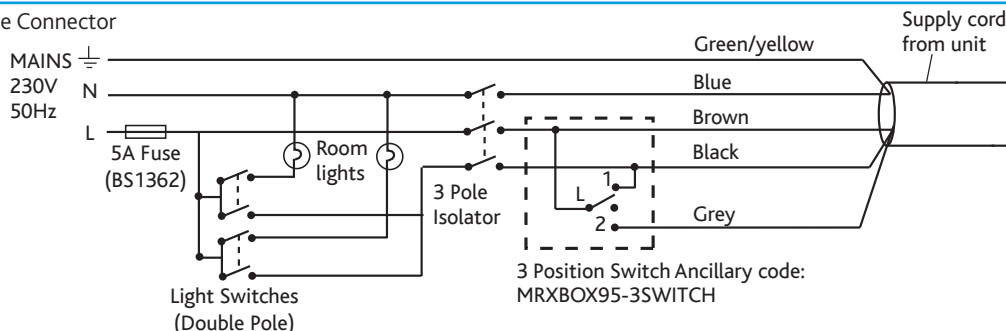 e Connector
MAINS
230V
50Hz
N
L
5A Fuse
(BS1362)
Room
lights
3 Pole
Isolator
Light Switches
(Double Pole)
Green/yellow
Blue
Brown
Black
Grey
L
1
2
3 Position Switch Ancillary code:
MRXBOX95-3SWITCH
Supply cord
from unit